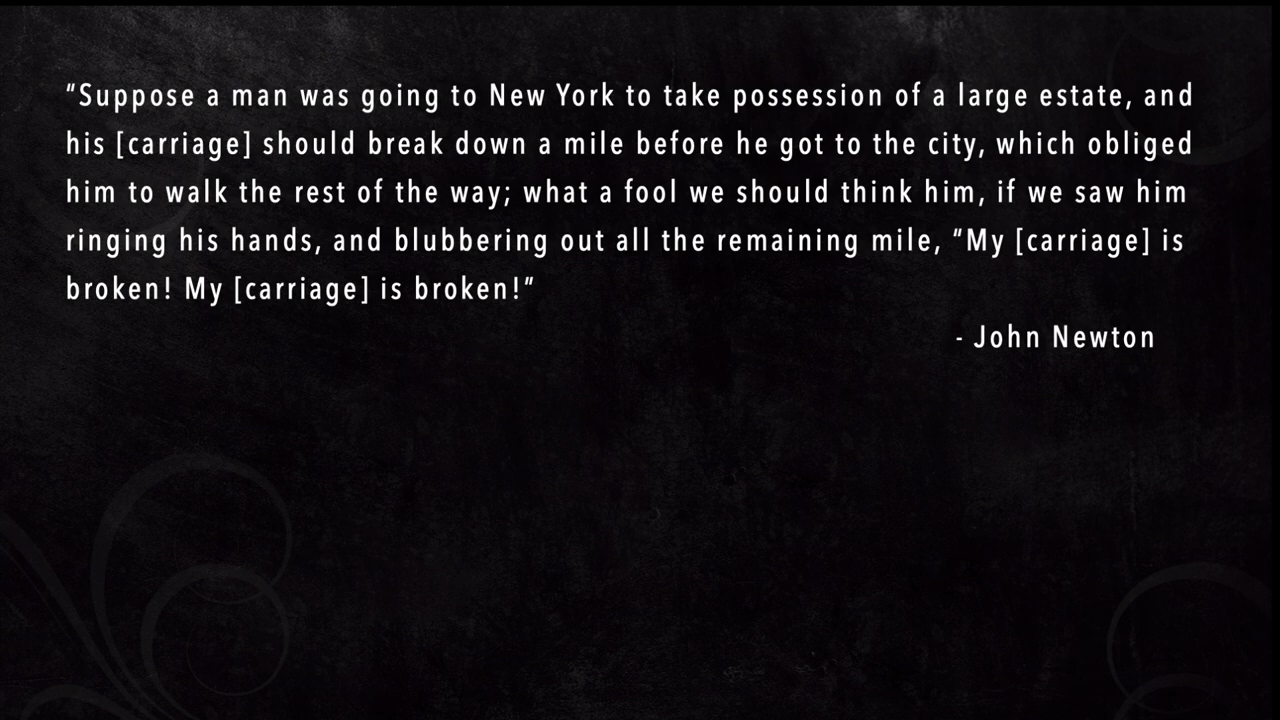 “Suppose a man was going to New York to take possession of a large estate, and
his [carriage] should break down a mile before he got to the city, which obliged
him to walk the rest of the way; what a fool we should think him, if we saw him
ringing his hands, and blubbering out all the remaining mile, “My [carriage] is
broken! My [carriage] is broken!”
- John Newton